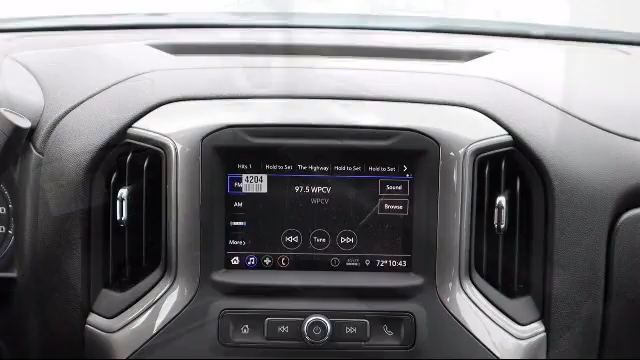 Hits 1 Hold to Set The Highway Hold to Set Hold to Set
FM 4204 97.5 WPCV Sound
WPCV
AM Browse
More Tune
72° 10:43